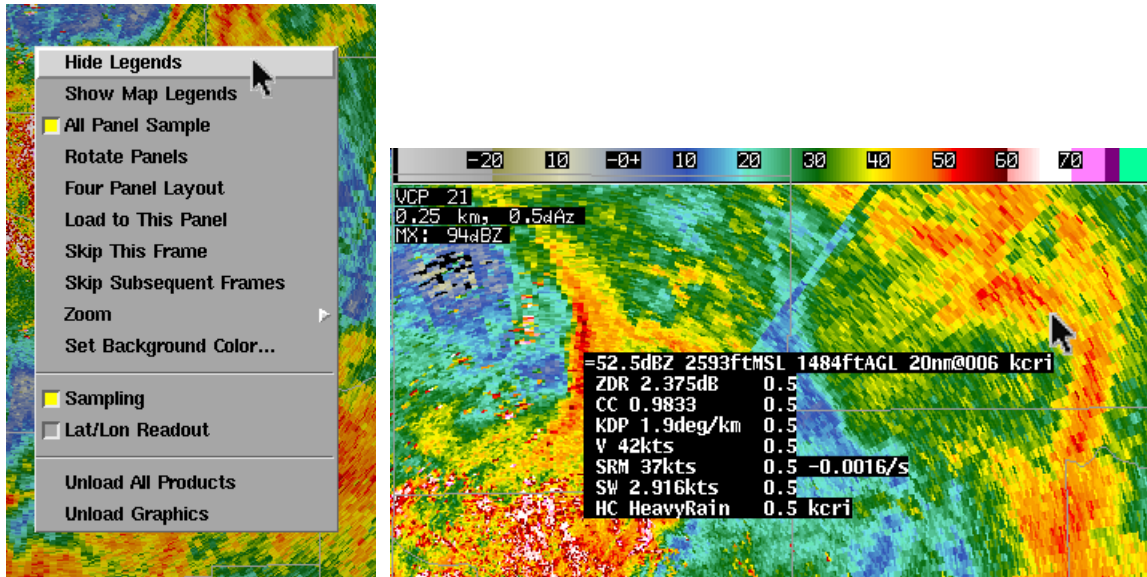 Hide Legends
Show Map Legends
All Panel Sample
Rotate Panels
Four Panel Layout
Load to This Panel
Skip This Frame
Skip Subsequent Frames
Zoom
Set Background Color...
Sampling
Lat/Lon Readout
Unload All Products
Unload Graphics
-20 10 -0+ 10 20 30 40 50 60 70
VCP 21
0.25 km, 0.5dAz
MX: 94dBZ
=52.5dBZ 2593ftMSL 1484ftAGL 20nm@006 kcri
ZDR 2.375dB 0.5
CC 0.9833 0.5
KDP 1.9deg/km 0.5
V 42kts 0.5
SRM 37kts 0.5 -0.0016/s
SW 2.916kts 0.5
HC HeavyRain 0.5 kcri